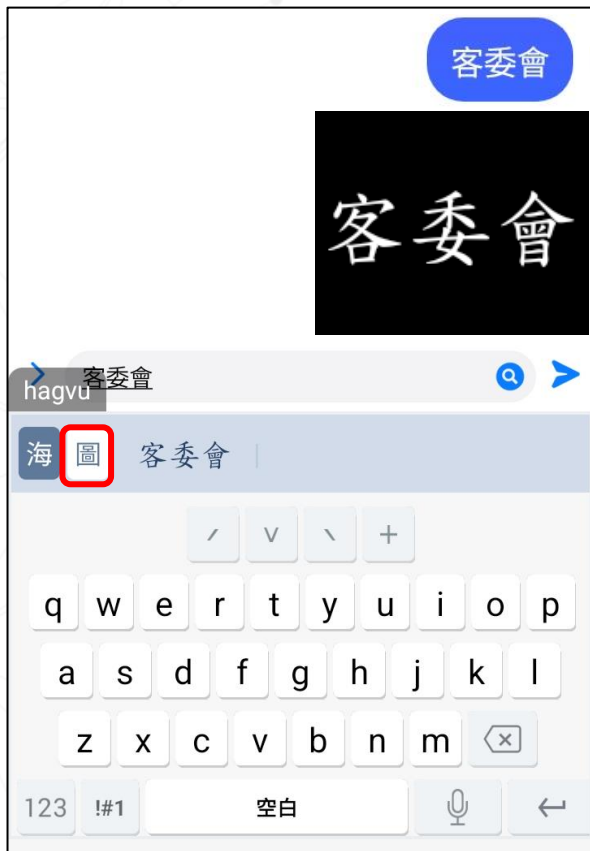 客委會
客委會
客委會
hagvu
海 圖 客委會
ˊ ˇ ˋ +
q w e r t y u i o p
a s d f g h j k l
z x c v b n m
123 !#1 空白